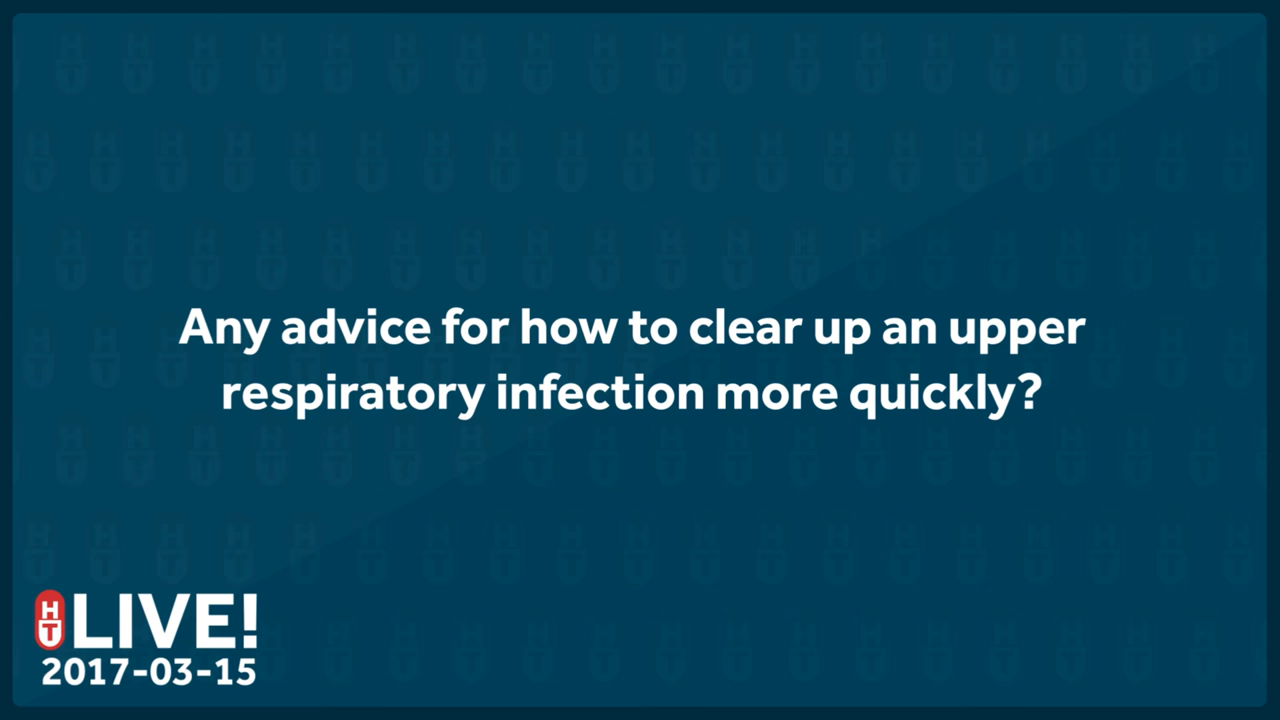 Any advice for how to clear up an upper
respiratory infection more quickly?
HT LIVE!
2017-03-15